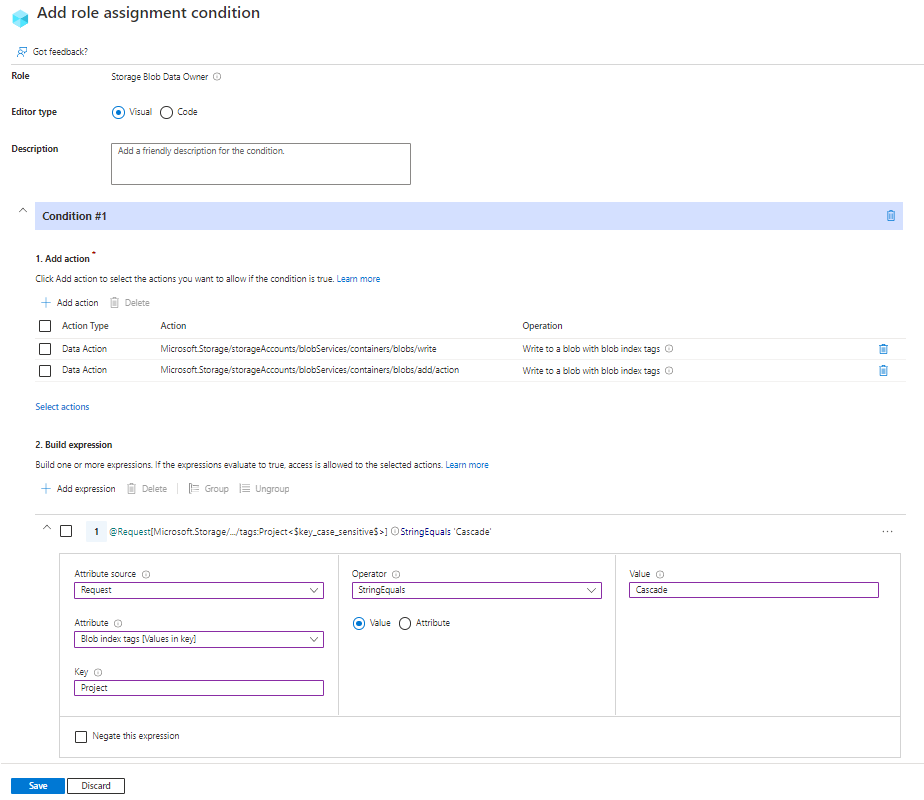 Add role assignment condition
Got feedback?
Role Storage Blob Data Owner
Editor type Visual Code
Description Add a friendly description for the condition.
Condition #1
1. Add action *
Click Add action to select the actions you want to allow if the condition is true. Learn more
Add action Delete
Action Type Action Operation
Data Action Microsoft.Storage/storageAccounts/blobServices/containers/blobs/write Write to a blob with blob index tags
Data Action Microsoft.Storage/storageAccounts/blobServices/containers/blobs/add/action Write to a blob with blob index tags
Select actions
2. Build expression
Build one or more expressions. If the expressions evaluate to true, access is allowed to the selected actions. Learn more
Add expression Delete Group Ungroup
1 @Request[Microsoft.Storage/.../tags:Project<$key_case_sensitive$>] StringEquals 'Cascade'
Attribute source Operator Value
Request StringEquals Cascade
Attribute Value Attribute
Blob index tags [Values in key]
Key
Project
Negate this expression
Save Discard